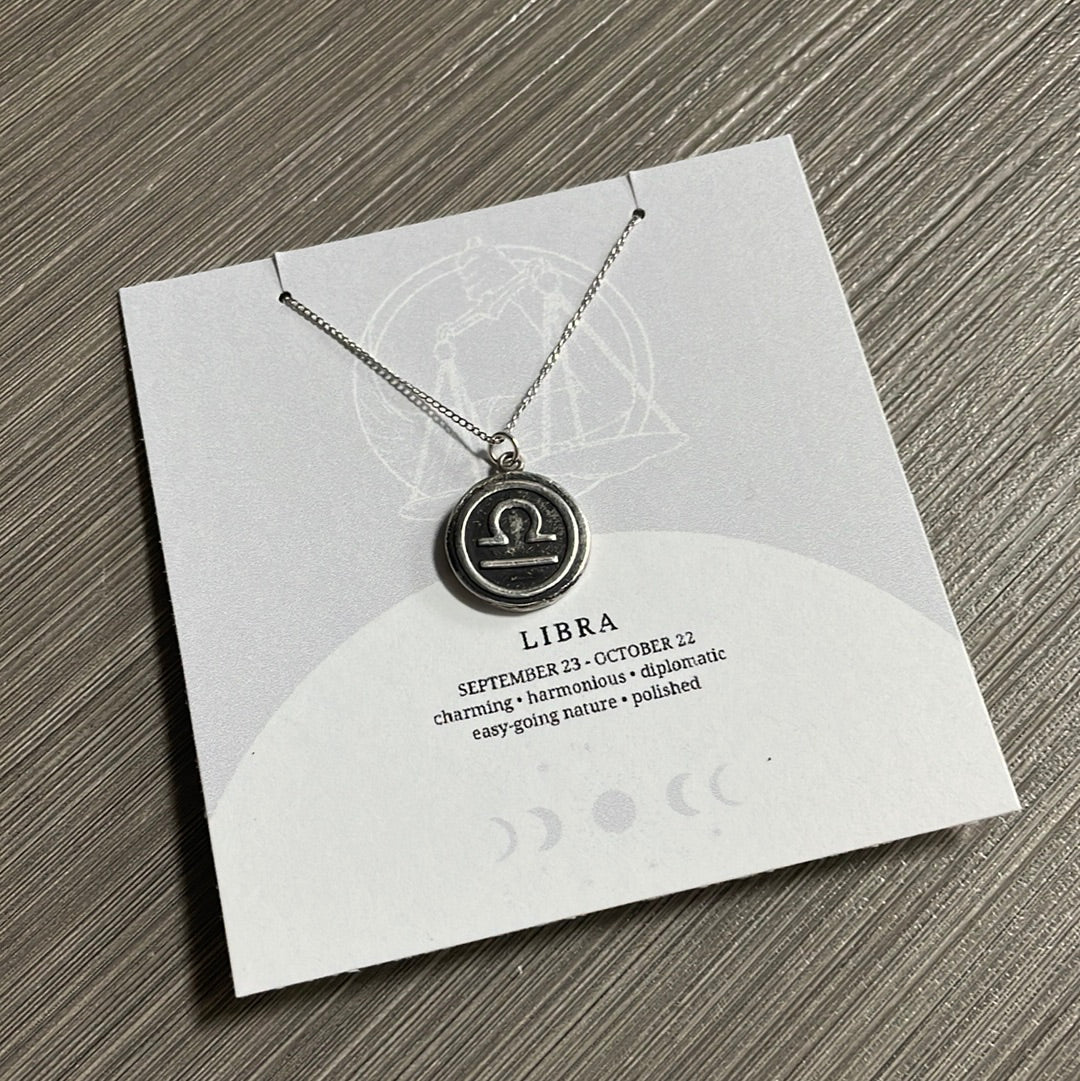 LIBRA
SEPTEMBER 23 - OCTOBER 22
charming • harmonious • diplomatic
easy-going nature • polished